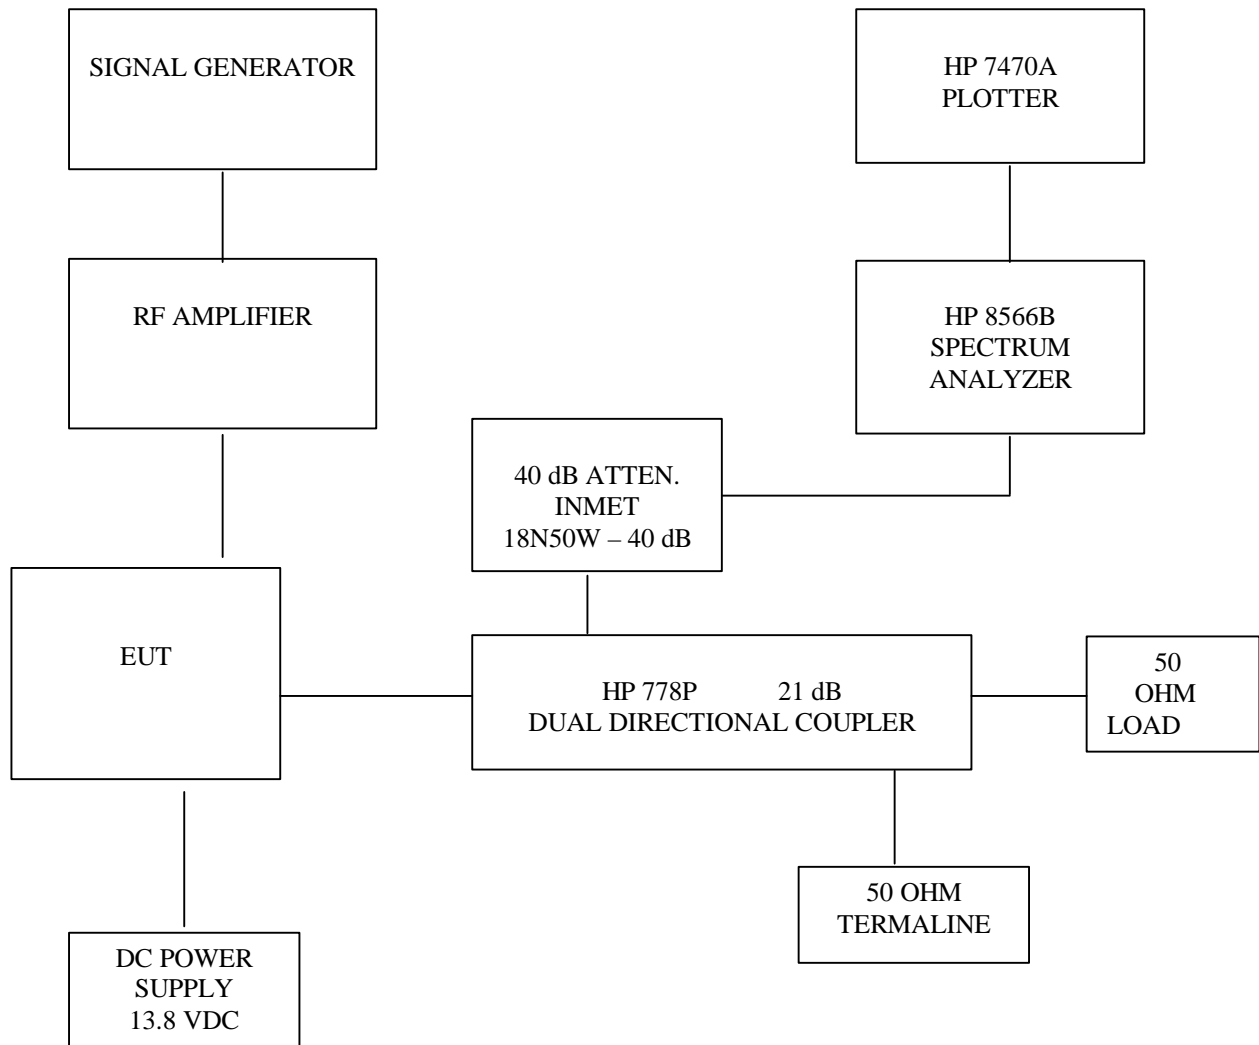 SIGNAL GENERATOR
HP 7470A
PLOTTER
RF AMPLIFIER
HP 8566B
SPECTRUM
ANALYZER
40 dB ATTEN.
INMET
18N50W – 40 dB
EUT
HP 778P 21 dB
DUAL DIRECTIONAL COUPLER
50
OHM
LOAD
50 OHM
TERMALINE
DC POWER
SUPPLY
13.8 VDC